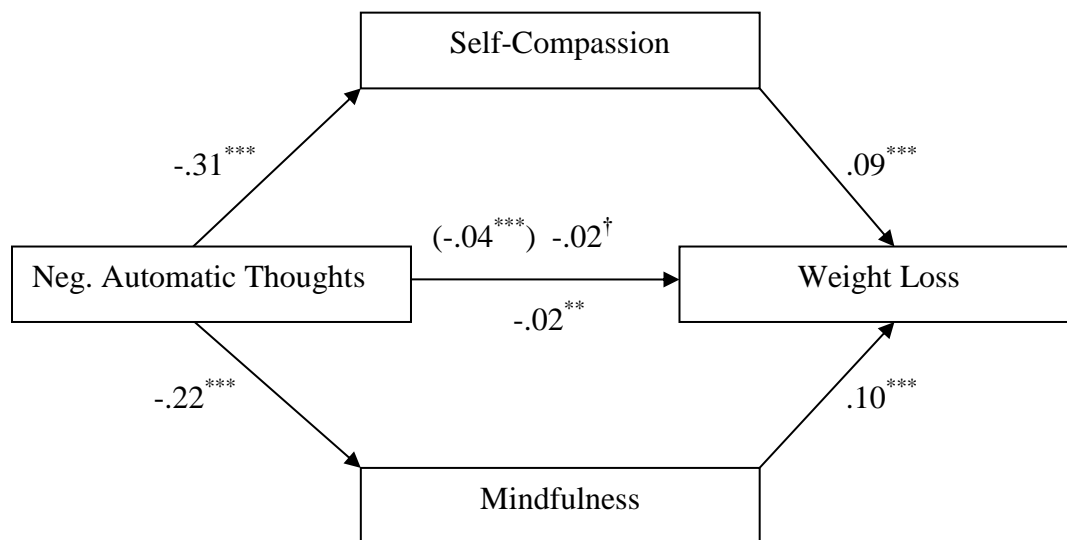 Self-Compassion
-.31***
.09***
(-.04***) -.02†
Neg. Automatic Thoughts
Weight Loss
-.02**
-.22***
.10***
Mindfulness